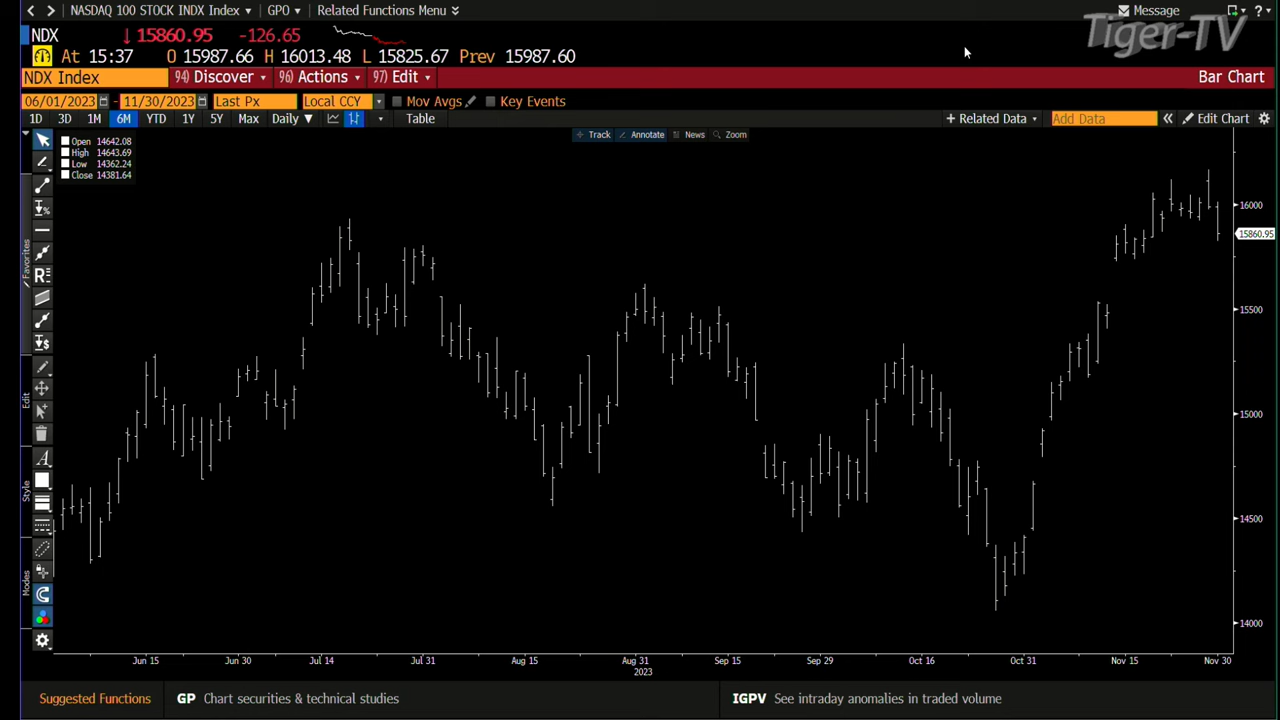 NASDAQ 100 STOCK INDX Index GPO Related Functions Menu Message ?
Tiger-TV
NDX ↓ 15860.95 -126.65
At 15:37 O 15987.66 H 16013.48 L 15825.67 Prev 15987.60
NDX Index 94) Discover 96) Actions 97) Edit Bar Chart
06/01/2023 - 11/30/2023 Last Px Local CCY Mov Avgs Key Events
1D 3D 1M 6M YTD 1Y 5Y Max Daily ▼ Table + Related Data Add Data « Edit Chart
Track Annotate News Zoom
Open 14642.08
High 14643.69
Low 14362.24
Close 14381.64
Favorites
Edit
Style
Modes
R
A
16000
15860.95
15500
15000
14500
14000
Jun 15 Jun 30 Jul 14 Jul 31 Aug 15 Aug 31 Sep 15 Sep 29 Oct 16 Oct 31 Nov 15 Nov 30
2023
Suggested Functions GP Chart securities & technical studies IGPV See intraday anomalies in traded volume